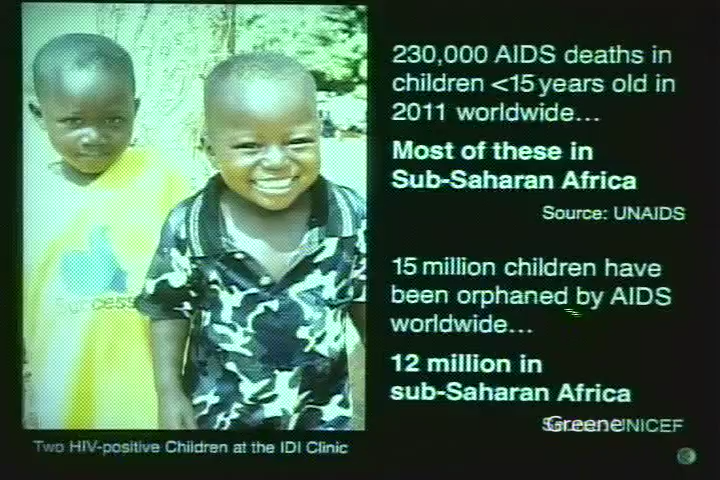 230,000 AIDS deaths in
children <15 years old in
2011 worldwide...
Most of these in
Sub-Saharan Africa
Source: UNAIDS
15 million children have
been orphaned by AIDS
worldwide...
12 million in
sub-Saharan Africa
Greene UNICEF
Two HIV-positive Children at the IDI Clinic